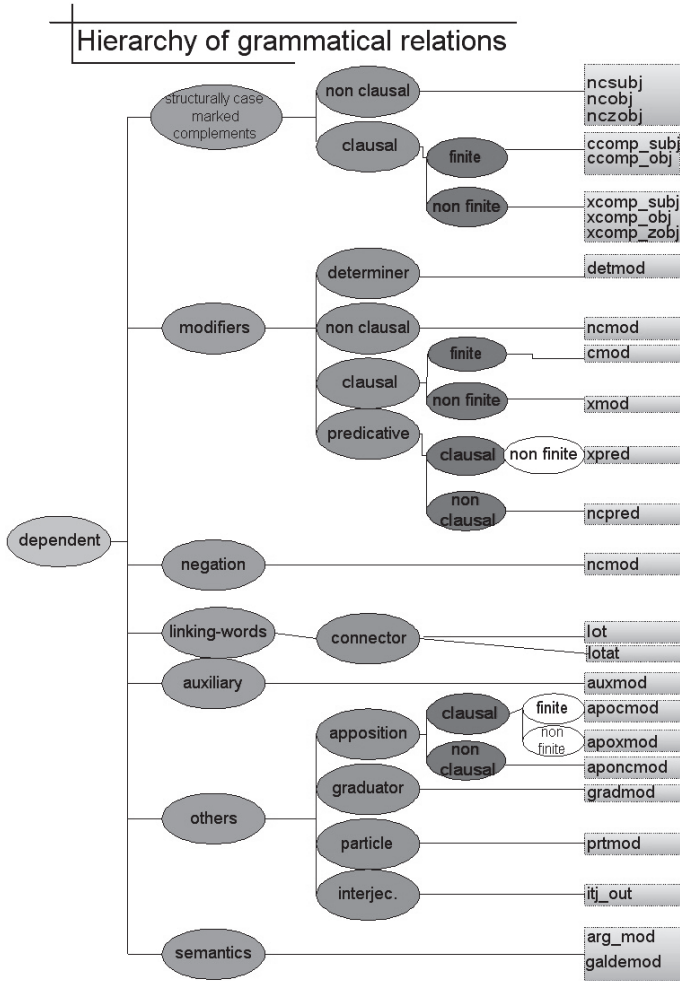 Hierarchy of grammatical relations
structurally case
marked
complements
non clausal
ncsubj
ncobj
nczobj
clausal
finite
ccomp_subj
ccomp_obj
non finite
xcomp_subj
xcomp_obj
xcomp_zobj
modifiers
determiner
detmod
non clausal
ncmod
clausal
finite
cmod
non finite
xmod
predicative
clausal
non finite
xpred
non
clausal
ncpred
dependent
negation
ncmod
linking-words
connector
lot
lotat
auxiliary
auxmod
others
apposition
clausal
finite
apocmod
non
finite
apoxmod
non
clausal
aponcmod
graduator
gradmod
particle
prtmod
interjec.
itj_out
semantics
arg_mod
galdemod